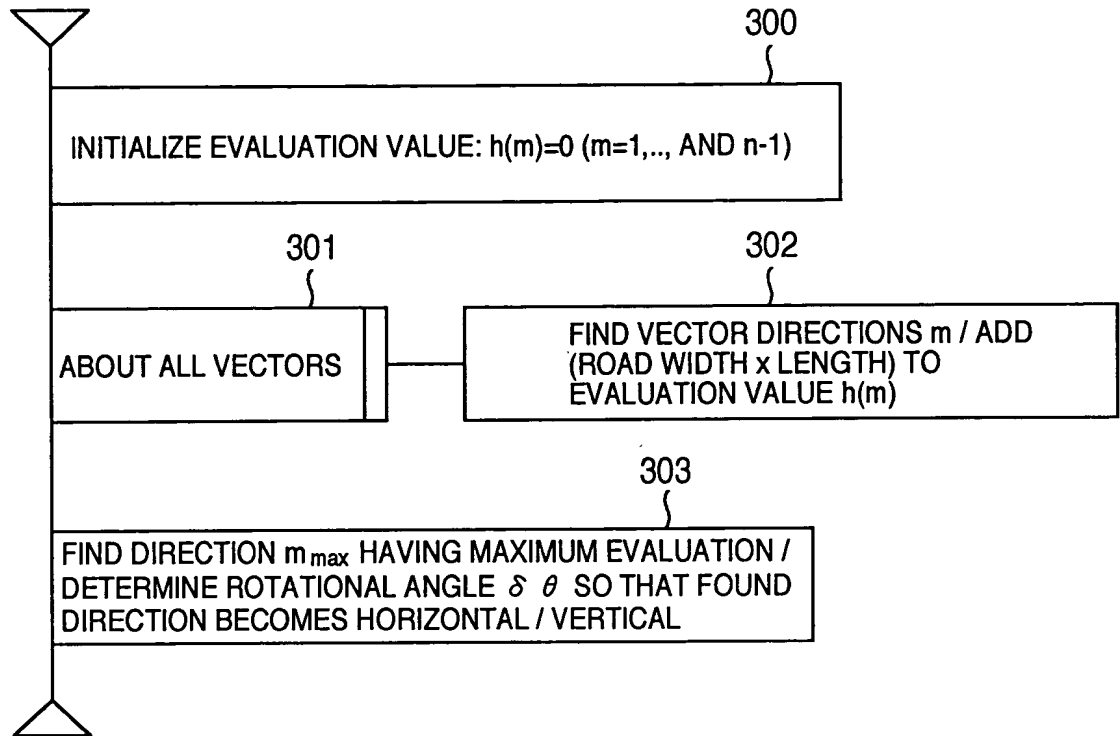 300
INITIALIZE EVALUATION VALUE: h(m)=0 (m=1,.., AND n-1)
301
ABOUT ALL VECTORS
302
FIND VECTOR DIRECTIONS m / ADD
(ROAD WIDTH x LENGTH) TO
EVALUATION VALUE h(m)
303
FIND DIRECTION mmax HAVING MAXIMUM EVALUATION /
DETERMINE ROTATIONAL ANGLE δ θ SO THAT FOUND
DIRECTION BECOMES HORIZONTAL / VERTICAL